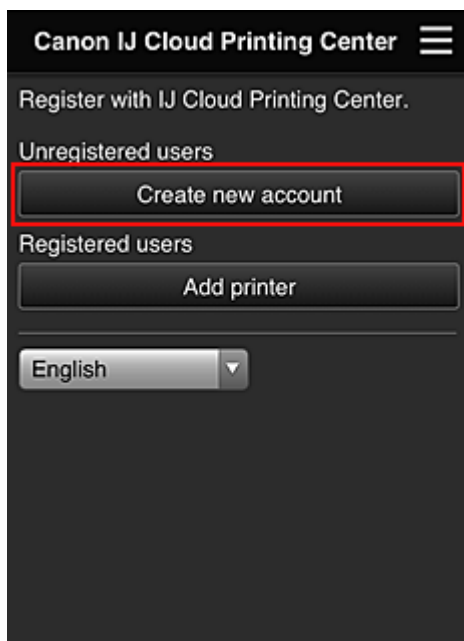 Canon IJ Cloud Printing Center
Register with IJ Cloud Printing Center.
Unregistered users
Create new account
Registered users
Add printer
English